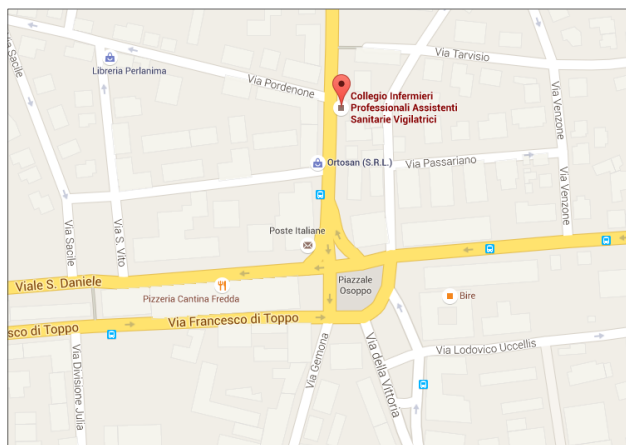 Via Sacile
Via Tarvisio
Libreria Perlanima
Via Pordenone
Via Venzone
Collegio Infermieri
Professionali Assistenti
Sanitarie Vigilatrici
Ortosan (S.R.L.)
Via Passariano
Via Venzone
Via Sacile
Via S. Vito
Poste Italiane
Viale S. Daniele
Pizzeria Cantina Fredda
Piazzale
Osoppo
Bire
sco di Toppo
Via Francesco di Toppo
Via Divisione Julia
Via Gemona
Via della Vittoria
Via Lodovico Uccellis